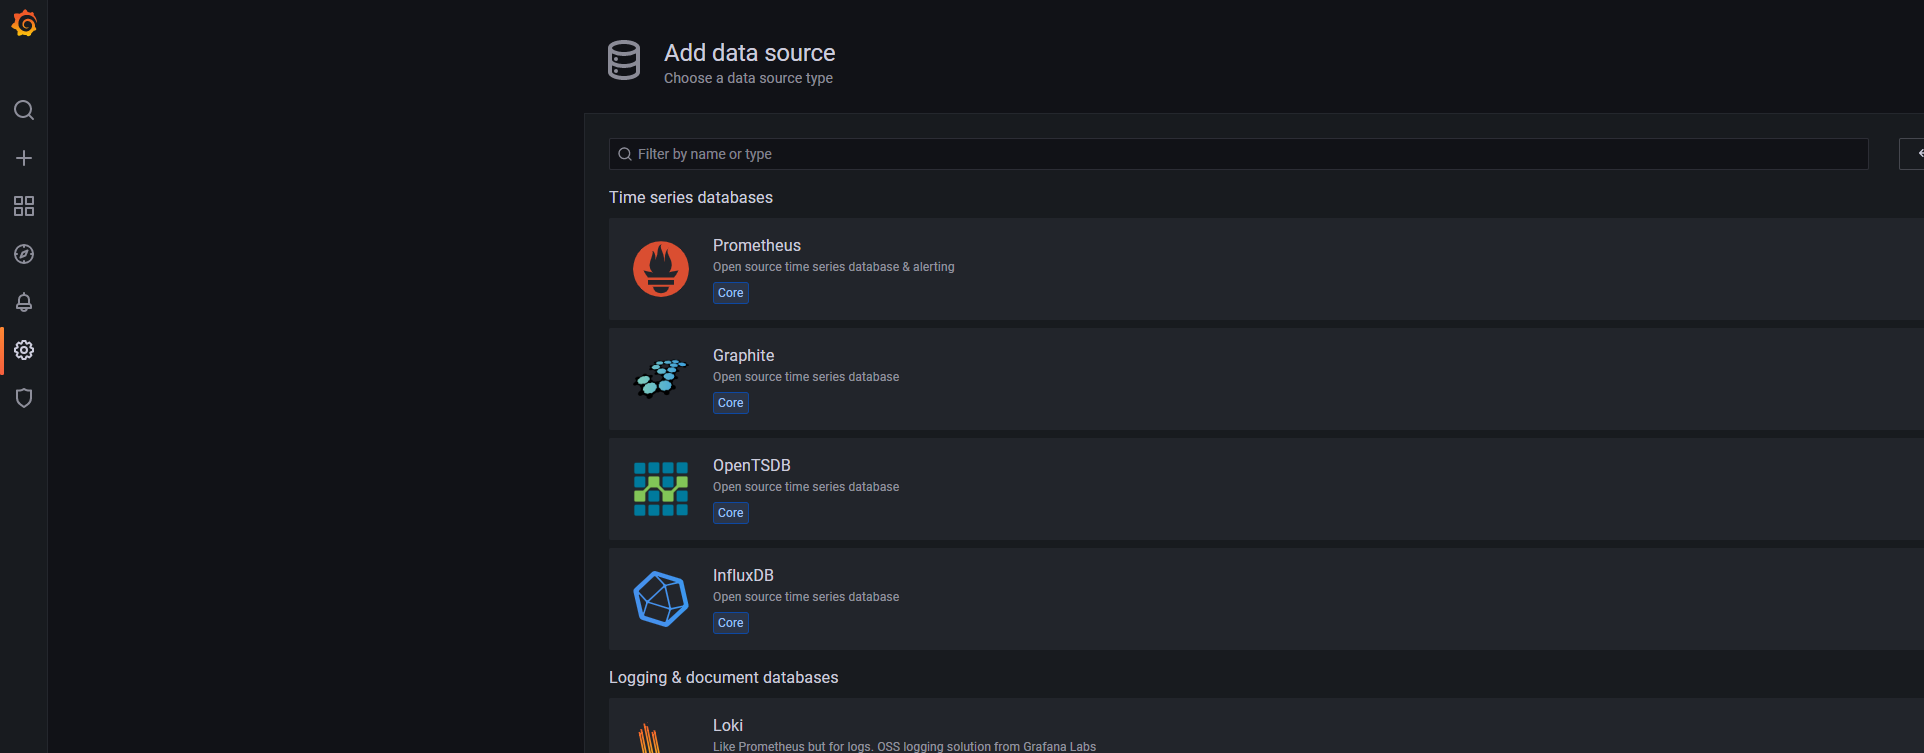 Add data source
Choose a data source type
Filter by name or type
Time series databases
Prometheus
Open source time series database & alerting
Core
Graphite
Open source time series database
Core
OpenTSDB
Open source time series database
Core
InfluxDB
Open source time series database
Core
Logging & document databases
Loki
Like Prometheus but for logs. OSS logging solution from Grafana Labs